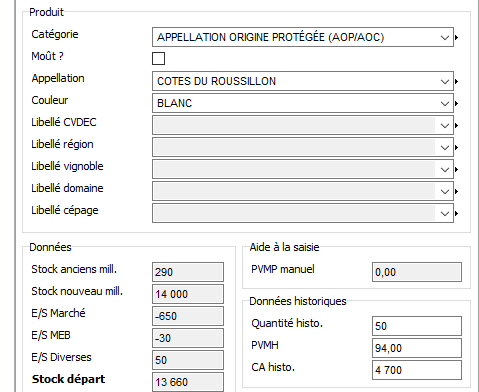 Produit
Catégorie APPELLATION ORIGINE PROTÉGÉE (AOP/AOC)
Moût ?
Appellation COTES DU ROUSSILLON
Couleur BLANC
Libellé CVDEC
Libellé région
Libellé vignoble
Libellé domaine
Libellé cépage
Données
Stock anciens mill. 290
Stock nouveau mill. 14 000
E/S Marché -650
E/S MEB -30
E/S Diverses 50
Stock départ 13 660
Aide à la saisie
PVMP manuel 0,00
Données historiques
Quantité histo. 50
PVMH 94,00
CA histo. 4 700